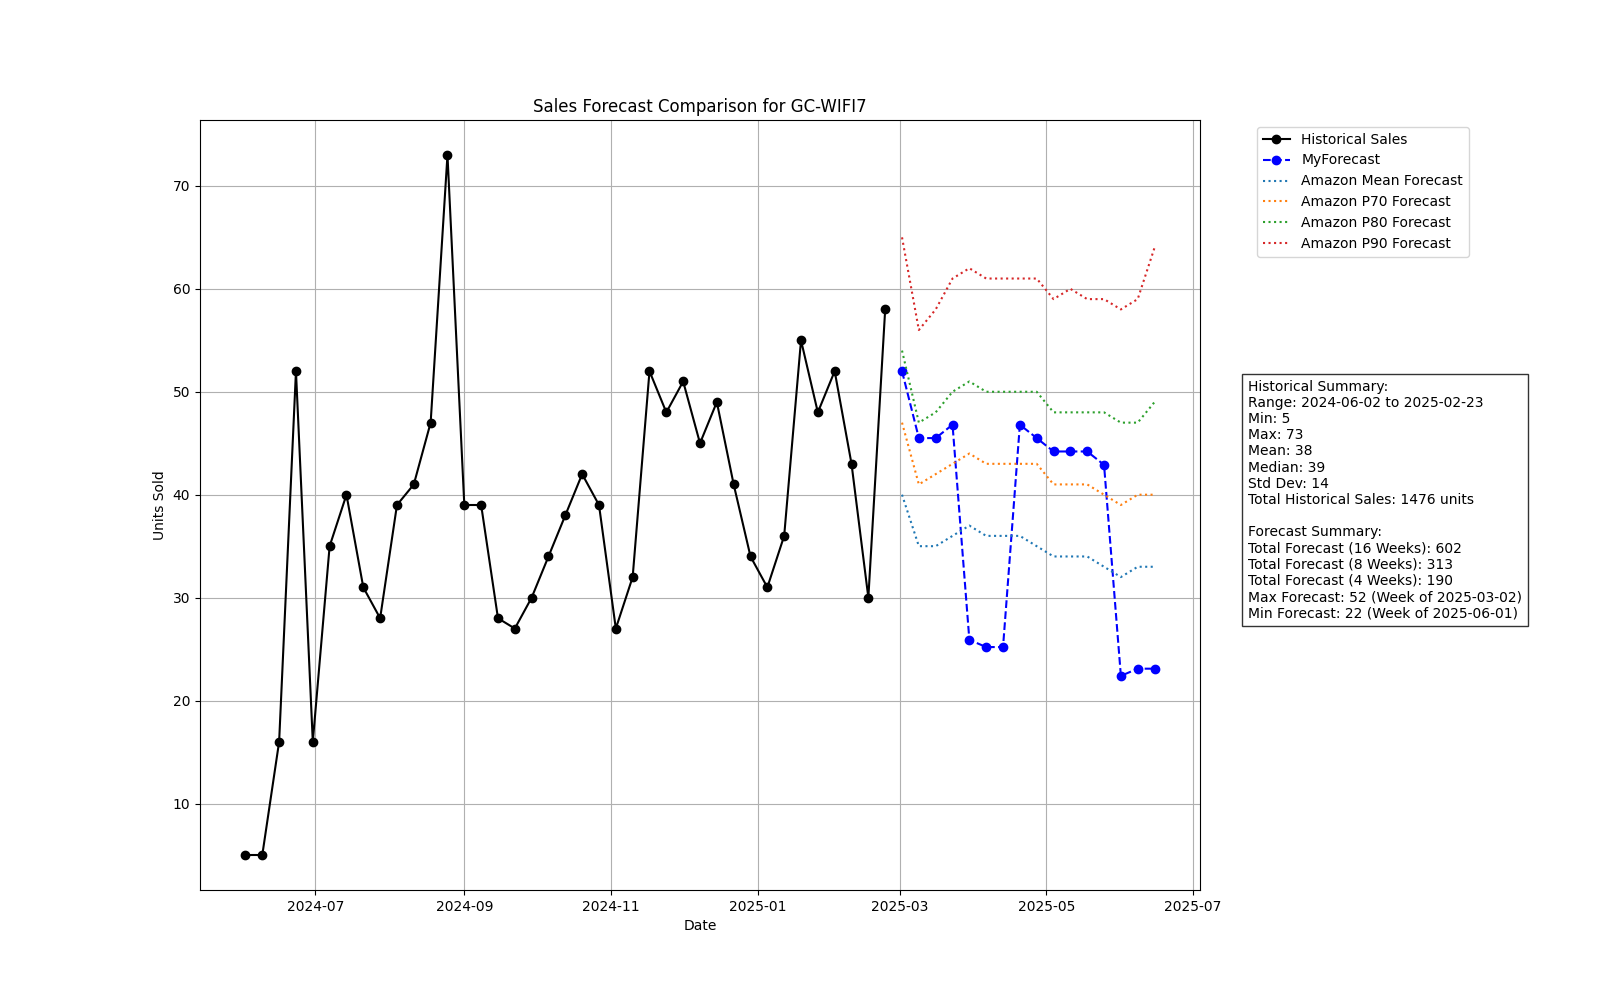 Sales Forecast Comparison for GC-WIFI7
Historical Sales
MyForecast
Amazon Mean Forecast
Amazon P70 Forecast
Amazon P80 Forecast
Amazon P90 Forecast
70
60
50
40
30
20
10
Units Sold
2024-07
2024-09
2024-11
2025-01
2025-03
2025-05
2025-07
Date
Historical Summary:
Range: 2024-06-02 to 2025-02-23
Min: 5
Max: 73
Mean: 38
Median: 39
Std Dev: 14
Total Historical Sales: 1476 units
Forecast Summary:
Total Forecast (16 Weeks): 602
Total Forecast (8 Weeks): 313
Total Forecast (4 Weeks): 190
Max Forecast: 52 (Week of 2025-03-02)
Min Forecast: 22 (Week of 2025-06-01)